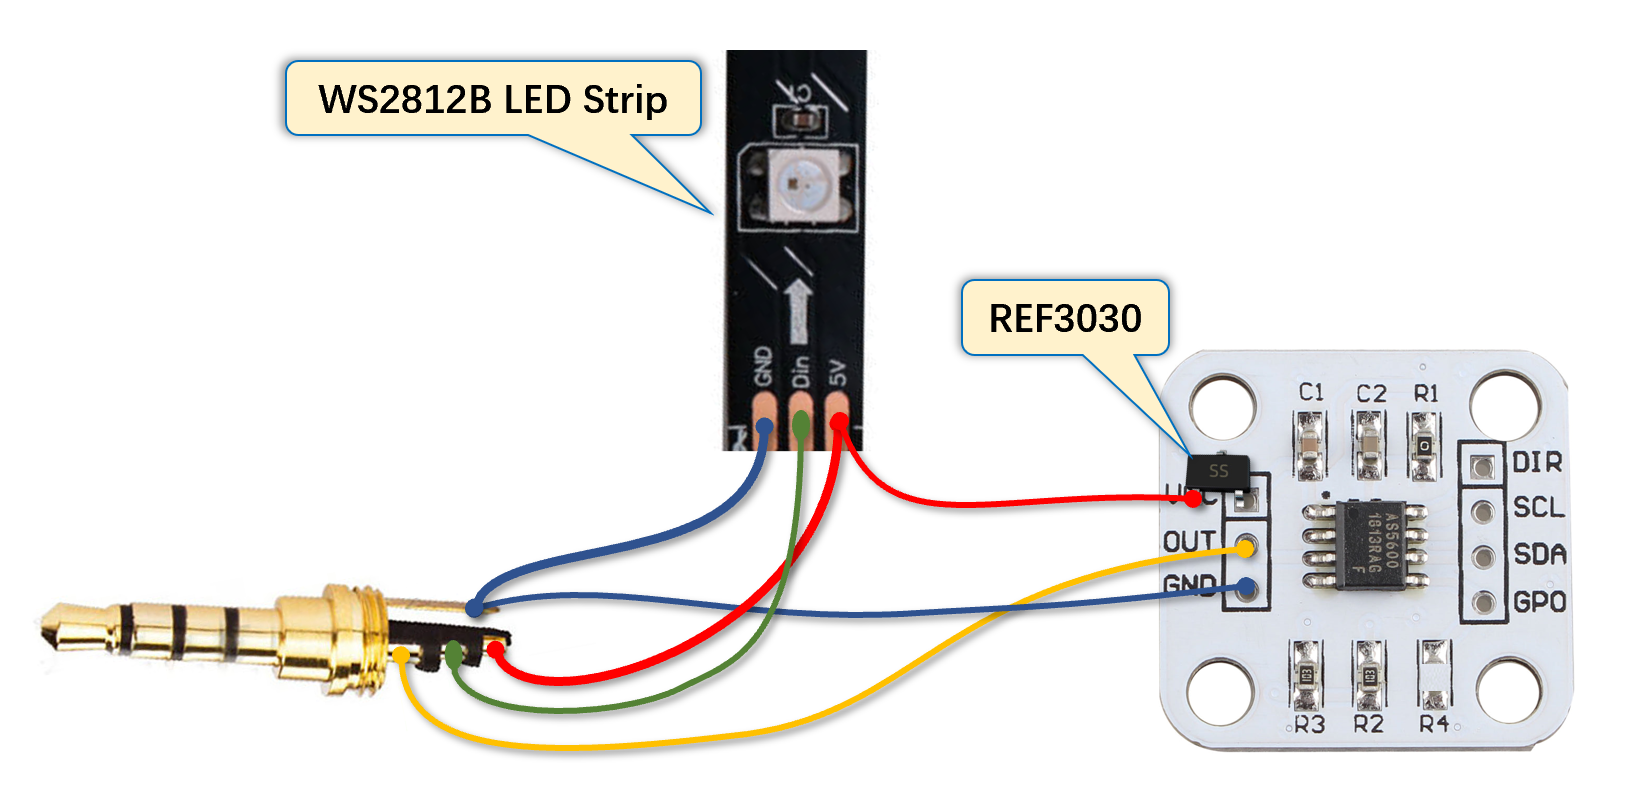 WS2812B LED Strip
C
GND
Din
5V
REF3030
SS
C1
C2
R1
DIR
SCL
SDA
GPO
OUT
GND
AS5600
1813RAG
F
R3
R2
R4